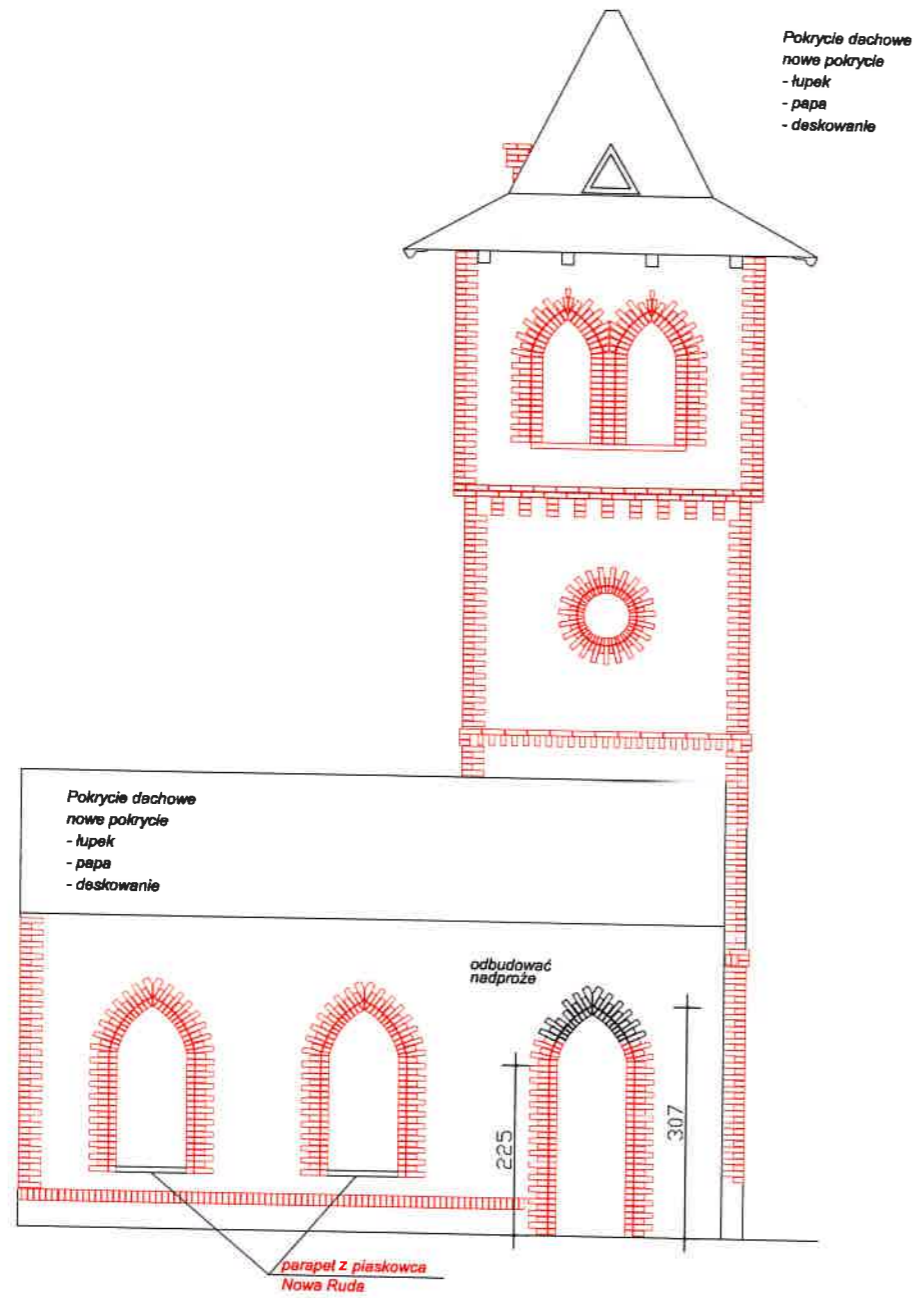 Pokrycie dachowe
nowe pokrycie
- łupek
- papa
- deskowanie
Pokrycie dachowe
nowe pokrycie
- łupek
- papa
- deskowanie
odbudować
nadproże
225
307
parapet z piaskowca
Nowa Ruda